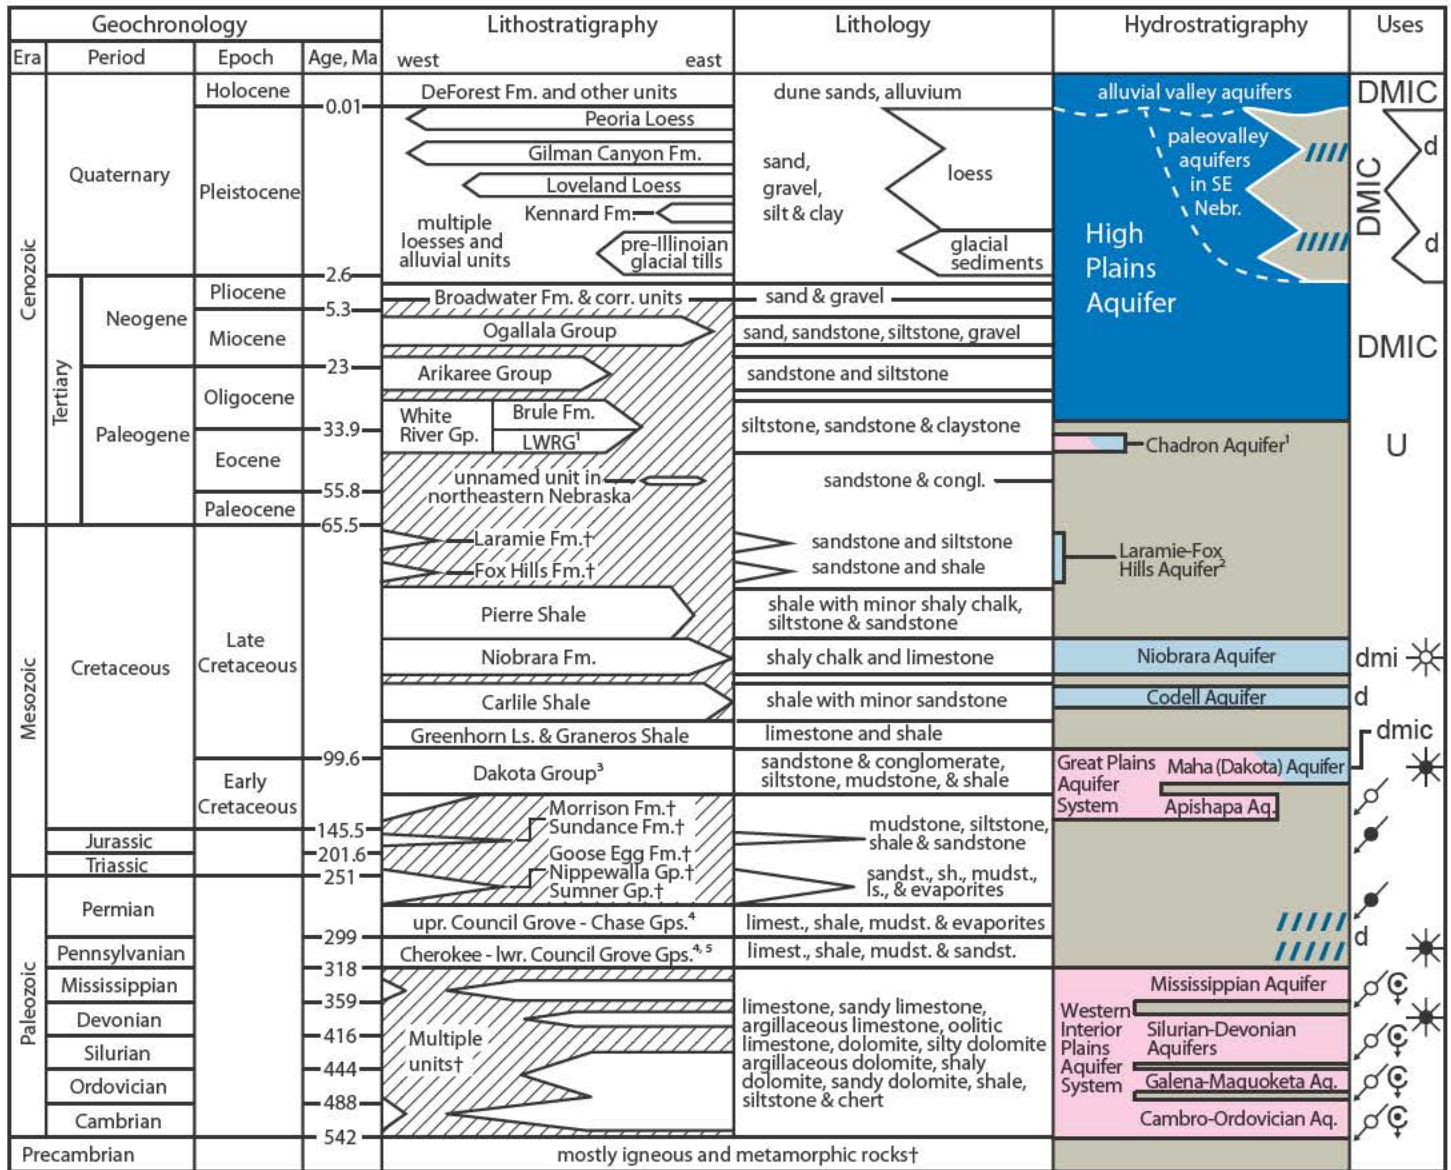 Geochronology
Lithostratigraphy
Lithology
Hydrostratigraphy
Uses
Era
Period
Epoch
Age, Ma
west
east
Cenozoic
Mesozoic
Paleozoic
Quaternary
Tertiary
Neogene
Paleogene
Cretaceous
Jurassic
Triassic
Permian
Pennsylvanian
Mississippian
Devonian
Silurian
Ordovician
Cambrian
Precambrian
Holocene
Pleistocene
Pliocene
Miocene
Oligocene
Eocene
Paleocene
Late
Cretaceous
Early
Cretaceous
0.01
2.6
5.3
23
33.9
55.8
65.5
99.6
145.5
201.6
251
299
318
359
416
444
488
542
DeForest Fm. and other units
Peoria Loess
Gilman Canyon Fm.
Loveland Loess
Kennard Fm.
multiple
loesses and
alluvial units
pre-Illinoian
glacial tills
Broadwater Fm. & corr. units
Ogallala Group
Arikaree Group
White
River Gp.
Brule Fm.
LWRG¹
unnamed unit in
northeastern Nebraska
Laramie Fm.†
Fox Hills Fm.†
Pierre Shale
Niobrara Fm.
Carlile Shale
Greenhorn Ls. & Graneros Shale
Dakota Group³
Morrison Fm.†
Sundance Fm.†
Goose Egg Fm.†
Nippewalla Gp.†
Sumner Gp.†
upr. Council Grove - Chase Gps.⁴
Cherokee - lwr. Council Grove Gps.⁴, ⁵
Multiple
units†
mostly igneous and metamorphic rocks†
dune sands, alluvium
sand,
gravel,
silt & clay
loess
glacial
sediments
sand & gravel
sand, sandstone, siltstone, gravel
sandstone and siltstone
siltstone, sandstone & claystone
sandstone & congl.
sandstone and siltstone
sandstone and shale
shale with minor shaly chalk,
siltstone & sandstone
shaly chalk and limestone
shale with minor sandstone
limestone and shale
sandstone & conglomerate,
siltstone, mudstone, & shale
mudstone, siltstone,
shale & sandstone
sandst., sh., mudst.,
ls., & evaporites
limest., shale, mudst. & evaporites
limest., shale, mudst. & sandst.
limestone, sandy limestone,
argillaceous limestone, oolitic
limestone, dolomite, silty dolomite
argillaceous dolomite, shaly
dolomite, sandy dolomite, shale,
siltstone & chert
alluvial valley aquifers
paleovalley
aquifers
in SE
Nebr.
High
Plains
Aquifer
Chadron Aquifer¹
Laramie-Fox
Hills Aquifer²
Niobrara Aquifer
Codell Aquifer
Great Plains
Aquifer
System
Maha (Dakota) Aquifer
Apishapa Aq.
Western
Interior
Plains
Aquifer
System
Mississippian Aquifer
Silurian-Devonian
Aquifers
Galena-Maquoketa Aq.
Cambro-Ordovician Aq.
DMIC
DMIC
d
d
DMIC
U
dmi
d
dmic
d